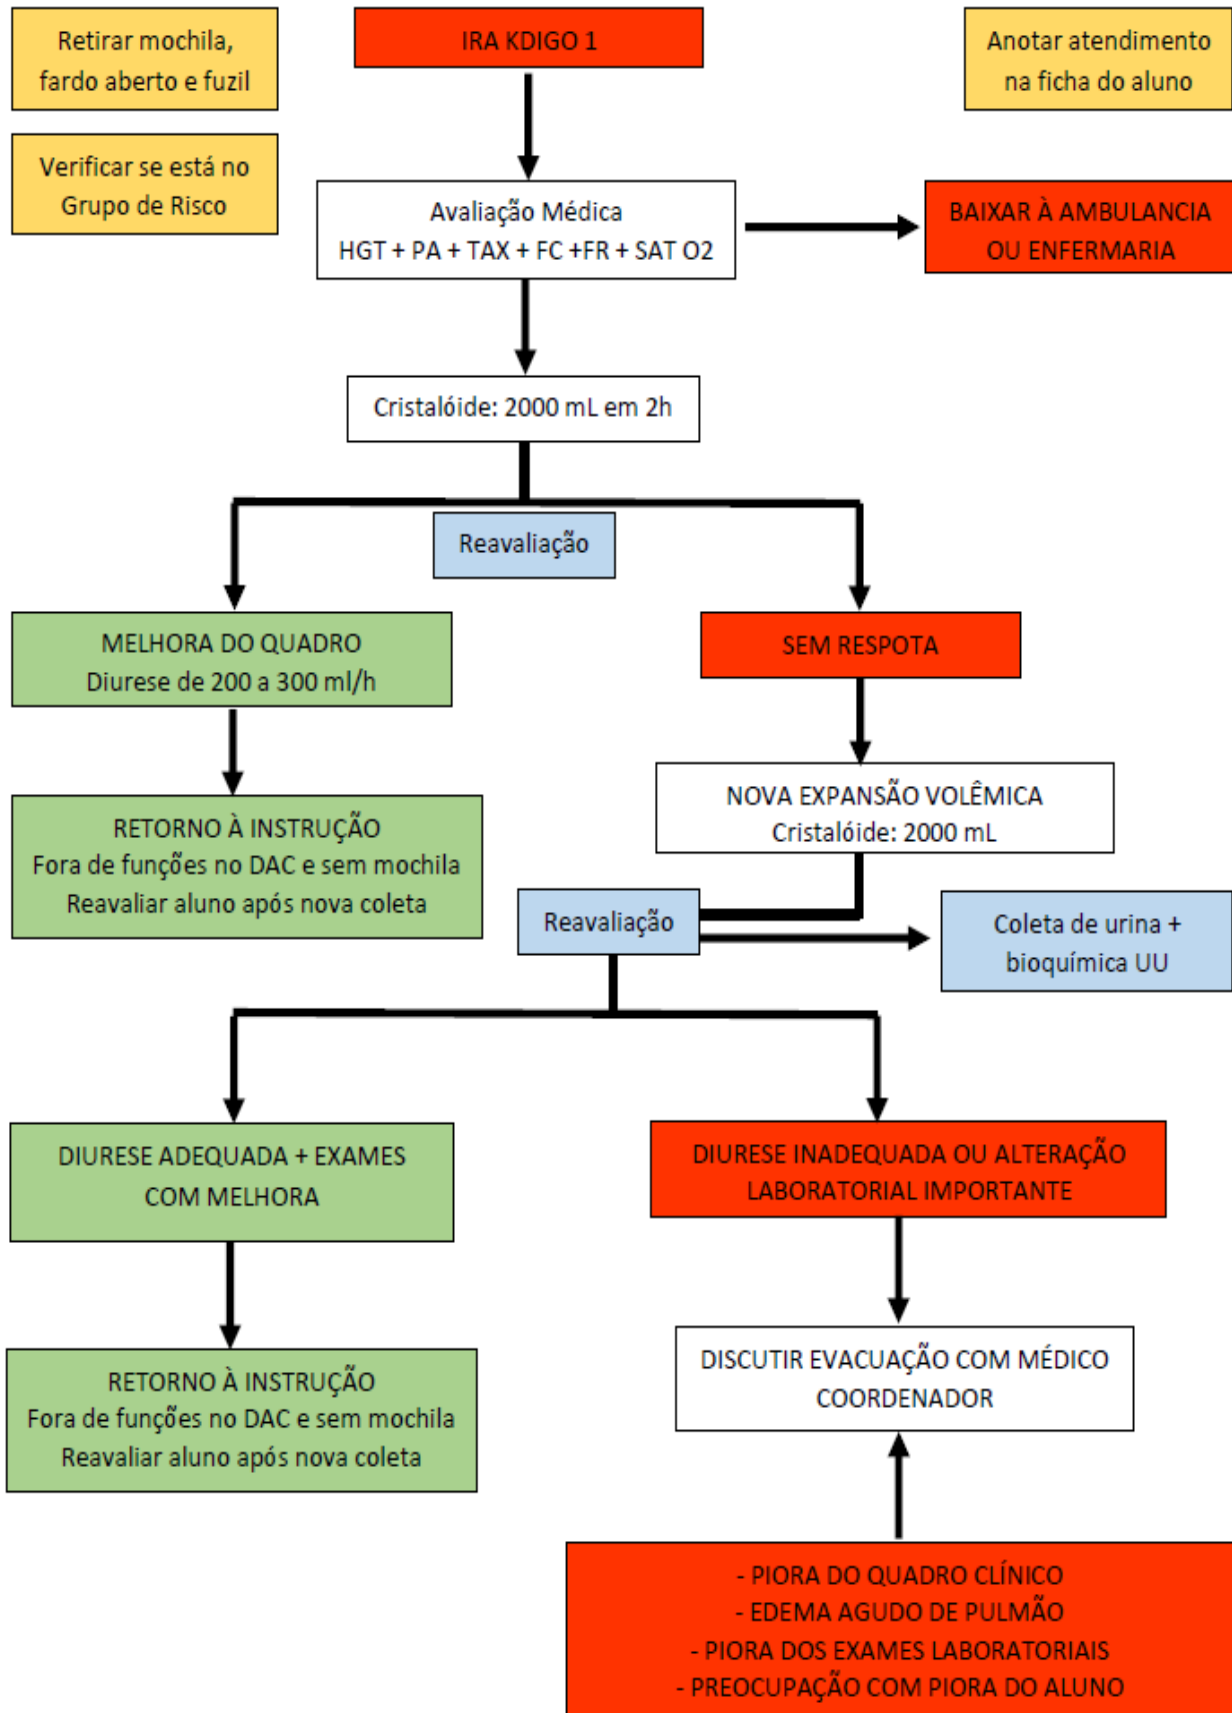 Retirar mochila,
fardo aberto e fuzil
IRA KDIGO 1
Anotar atendimento
na ficha do aluno
Verificar se está no
Grupo de Risco
Avaliação Médica
HGT + PA + TAX + FC +FR + SAT O2
BAIXAR À AMBULANCIA
OU ENFERMARIA
Cristalóide: 2000 mL em 2h
Reavaliação
MELHORA DO QUADRO
Diurese de 200 a 300 ml/h
SEM RESPOTA
RETORNO À INSTRUÇÃO
Fora de funções no DAC e sem mochila
Reavaliar aluno após nova coleta
NOVA EXPANSÃO VOLÊMICA
Cristalóide: 2000 mL
Reavaliação
Coleta de urina +
bioquímica UU
DIURESE ADEQUADA + EXAMES
COM MELHORA
DIURESE INADEQUADA OU ALTERAÇÃO
LABORATORIAL IMPORTANTE
RETORNO À INSTRUÇÃO
Fora de funções no DAC e sem mochila
Reavaliar aluno após nova coleta
DISCUTIR EVACUAÇÃO COM MÉDICO
COORDENADOR
- PIORA DO QUADRO CLÍNICO
- EDEMA AGUDO DE PULMÃO
- PIORA DOS EXAMES LABORATORIAIS
- PREOCUPAÇÃO COM PIORA DO ALUNO